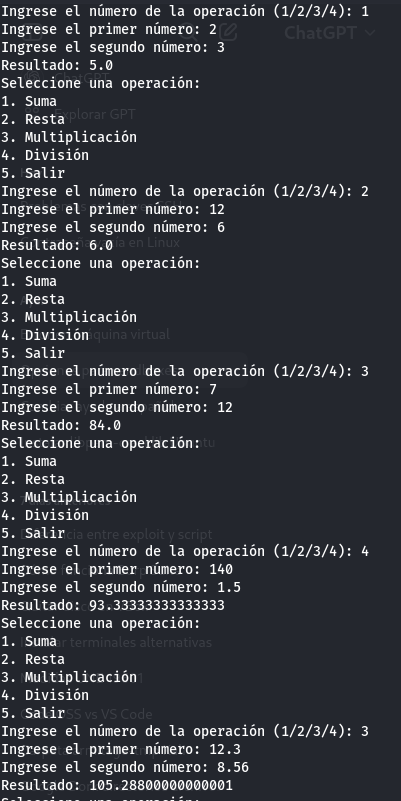 Ingrese el número de la operación (1/2/3/4): 1
Ingrese el primer número: 2
Ingrese el segundo número: 3
Resultado: 5.0
Seleccione una operación:
1. Suma
2. Resta
3. Multiplicación
4. División
5. Salir
Ingrese el número de la operación (1/2/3/4): 2
Ingrese el primer número: 12
Ingrese el segundo número: 6
Resultado: 6.0
Seleccione una operación:
1. Suma
2. Resta
3. Multiplicación
4. División
5. Salir
Ingrese el número de la operación (1/2/3/4): 3
Ingrese el primer número: 7
Ingrese el segundo número: 12
Resultado: 84.0
Seleccione una operación:
1. Suma
2. Resta
3. Multiplicación
4. División
5. Salir
Ingrese el número de la operación (1/2/3/4): 4
Ingrese el primer número: 140
Ingrese el segundo número: 1.5
Resultado: 93.33333333333333
Seleccione una operación:
1. Suma
2. Resta
3. Multiplicación
4. División
5. Salir
Ingrese el número de la operación (1/2/3/4): 3
Ingrese el primer número: 12.3
Ingrese el segundo número: 8.56
Resultado: 105.28800000000001
Seleccione una operación:
ChatGPT
ChatGPT
Explorar GPT
en Linux
máquina virtual
entre exploit y script
terminales alternativas
OSS vs VS Code